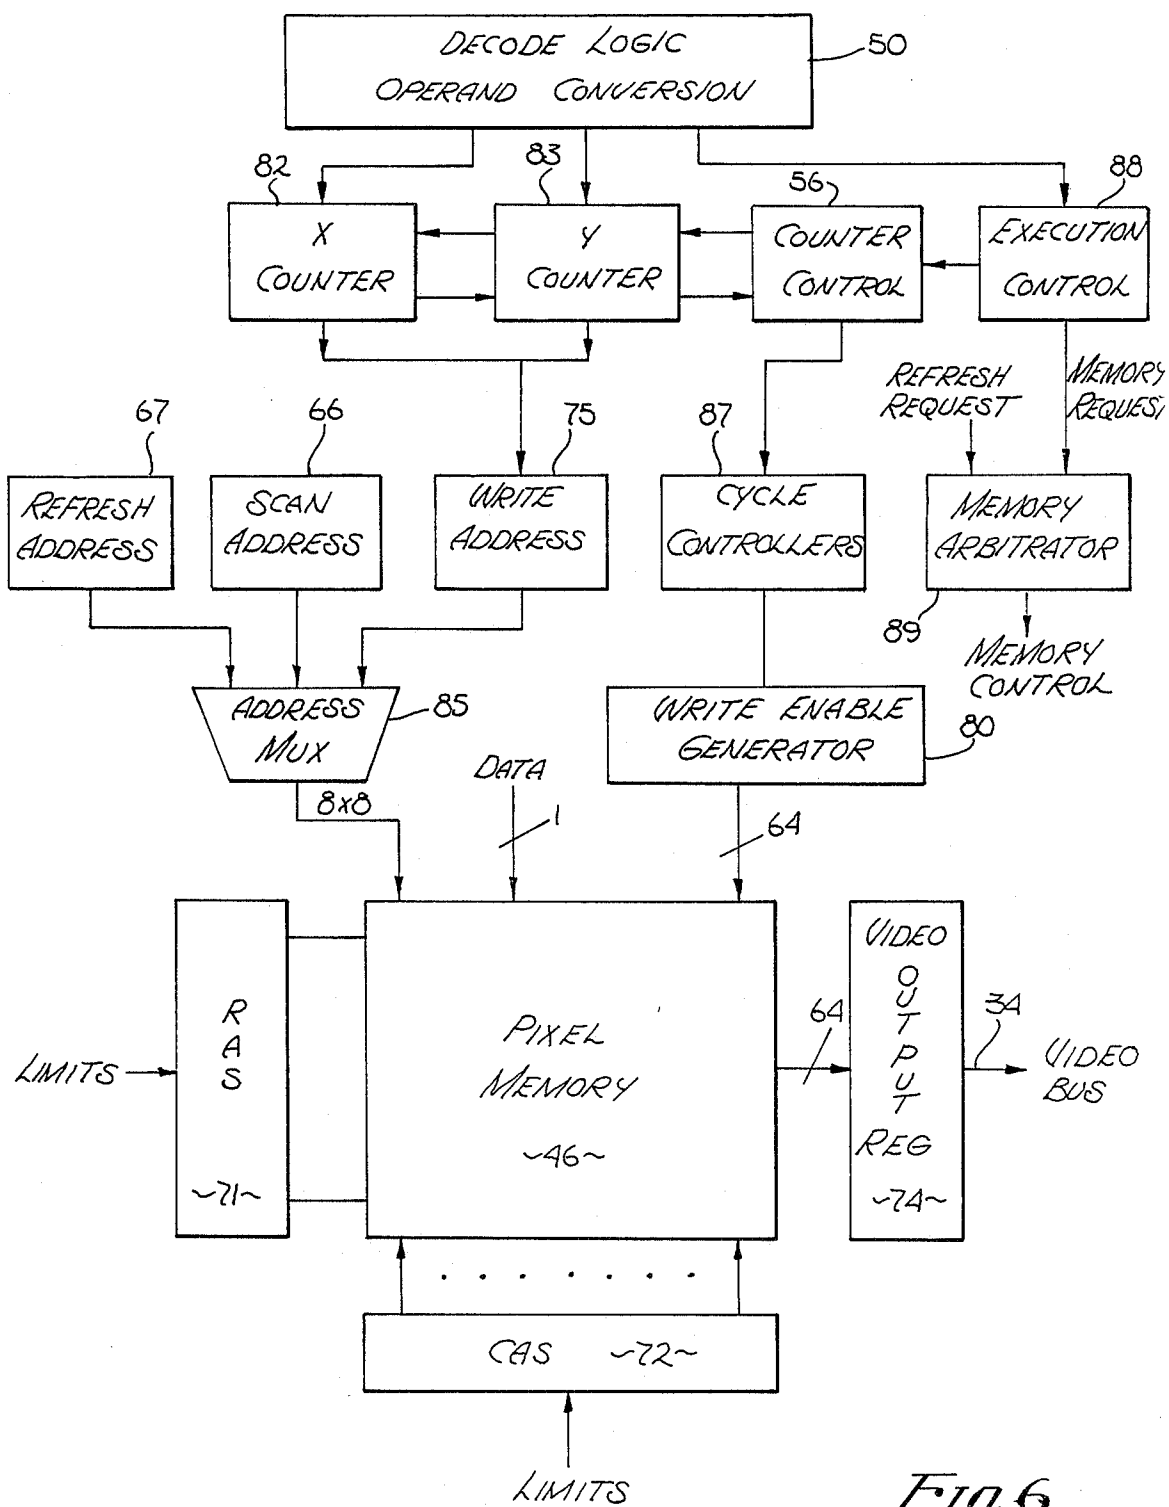 DECODE LOGIC
OPERAND CONVERSION
50
82
83
56
88
X
COUNTER
Y
COUNTER
COUNTER
CONTROL
EXECUTION
CONTROL
REFRESH
REQUEST
MEMORY
REQUEST
67
66
75
87
REFRESH
ADDRESS
SCAN
ADDRESS
WRITE
ADDRESS
CYCLE
CONTROLLERS
MEMORY
ARBITRATOR
89
MEMORY
CONTROL
ADDRESS
MUX
85
WRITE ENABLE
GENERATOR
80
DATA
8x8
1
64
RAS
~71~
LIMITS
PIXEL
MEMORY
~46~
64
VIDEO
OUTPUT
REG
~74~
34
VIDEO
BUS
CAS ~72~
LIMITS
FIG. 6